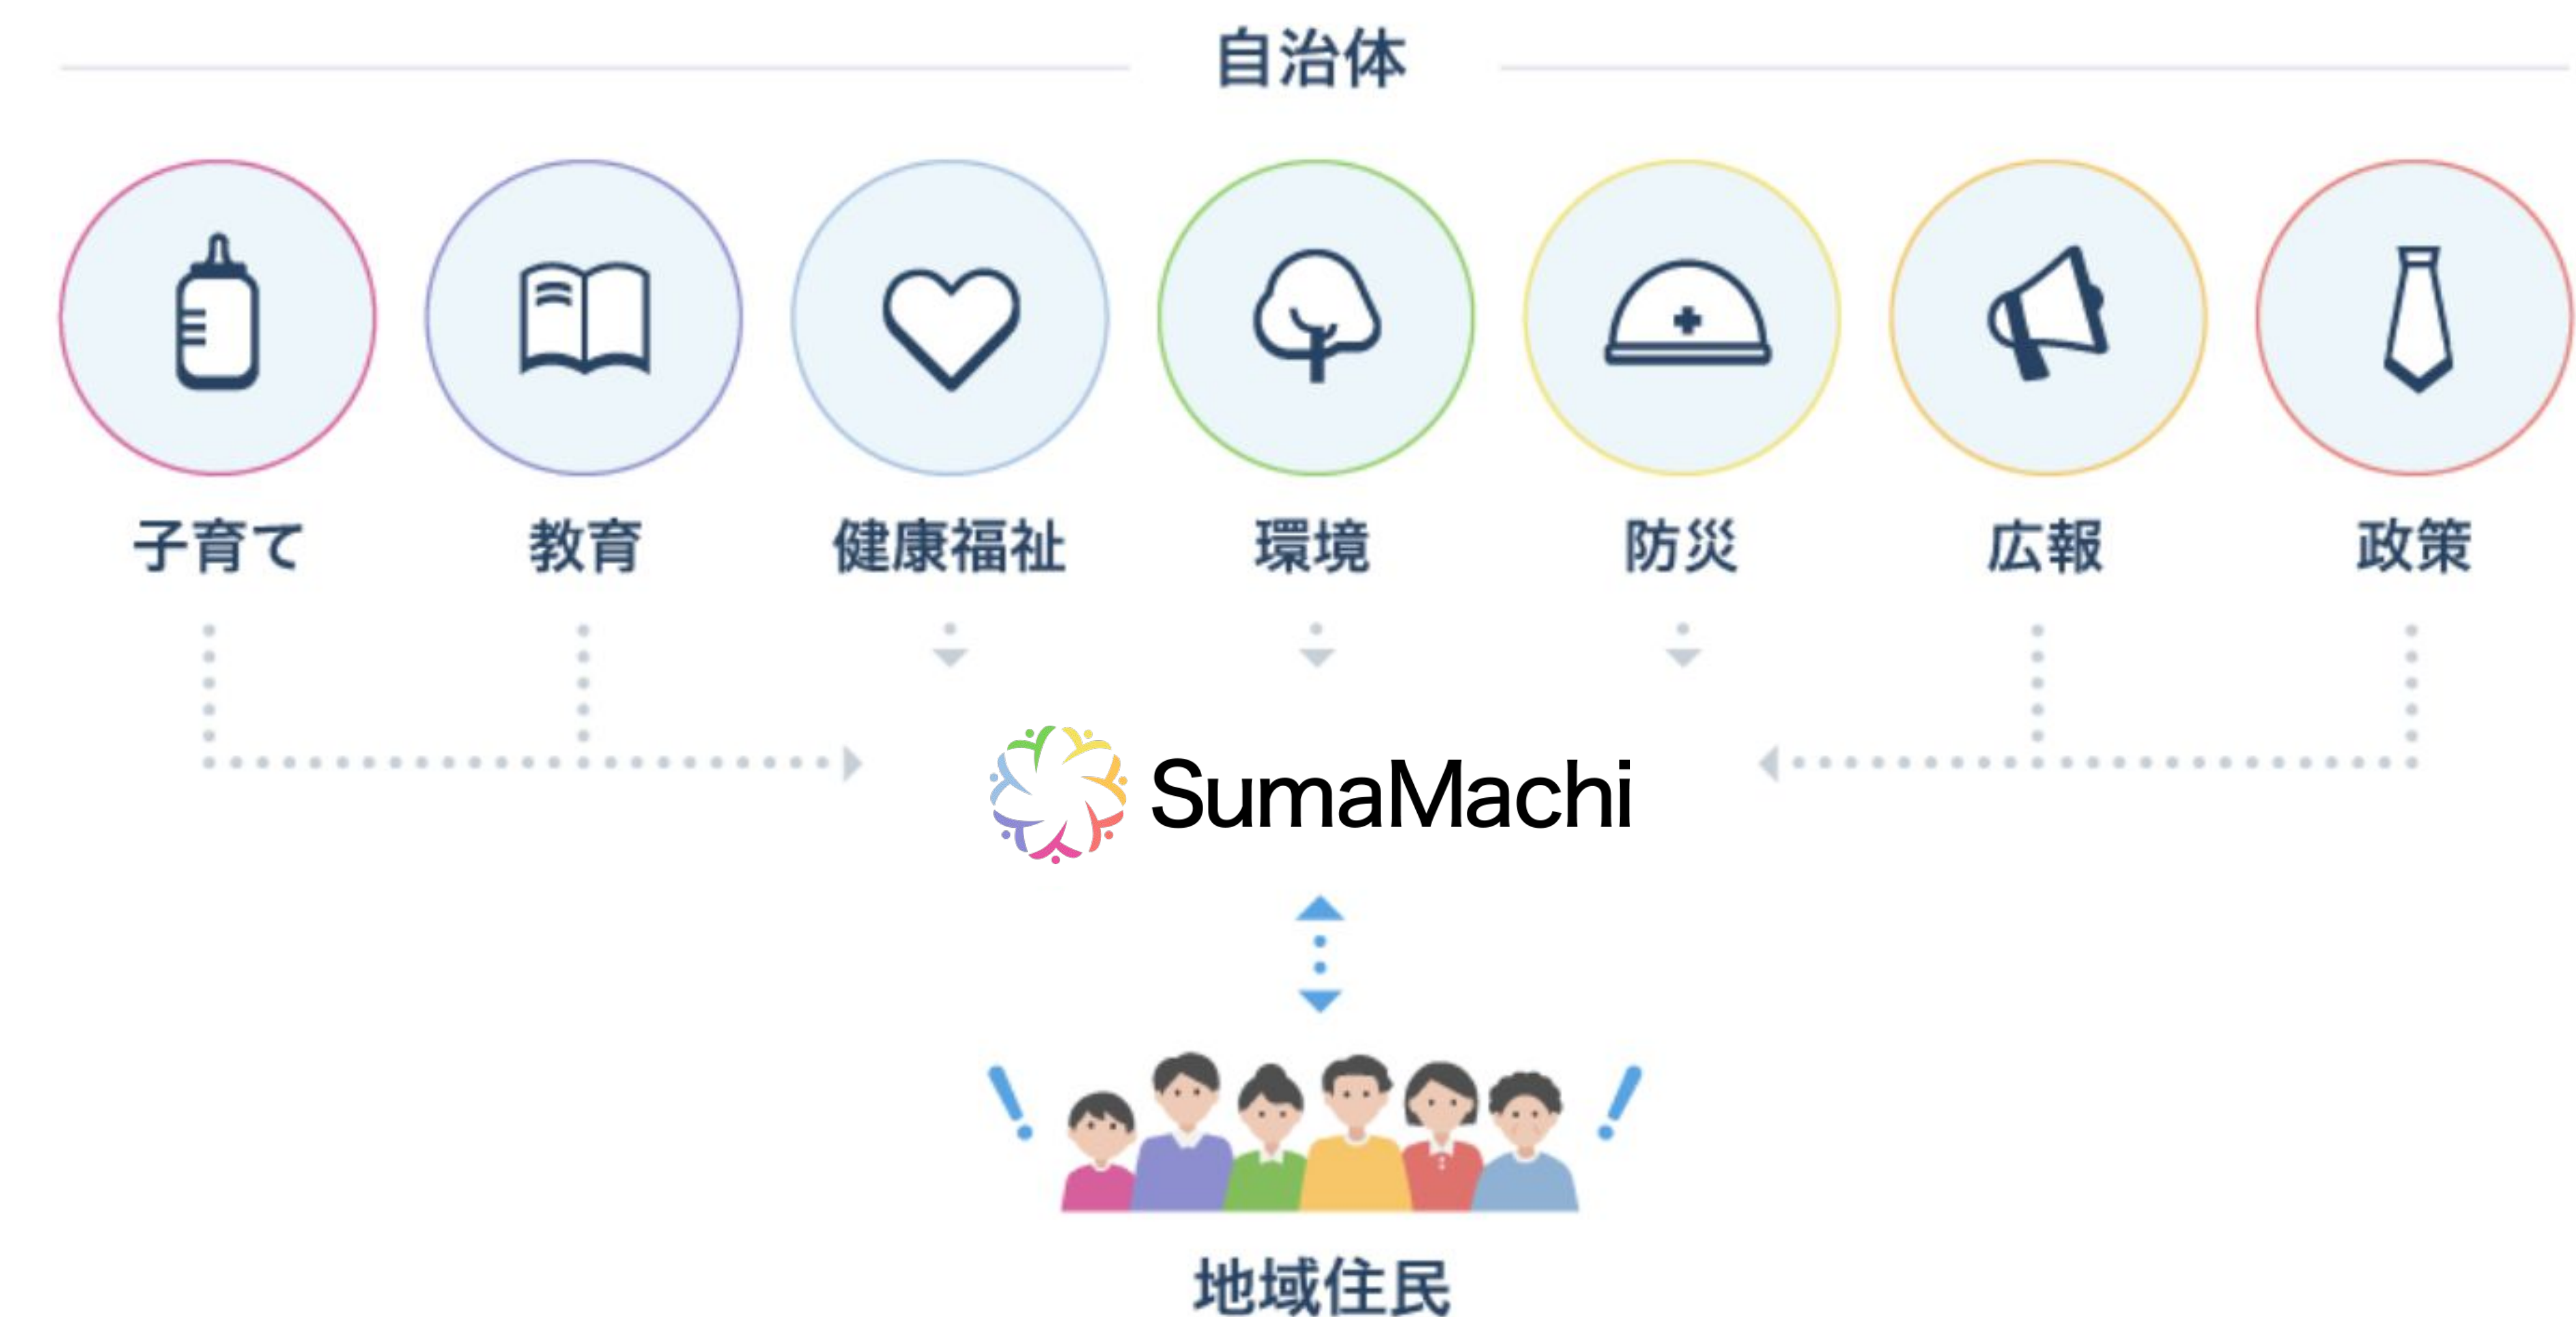 自治体
子育て
教育
健康福祉
環境
防災
広報
政策
SumaMachi
地域住民